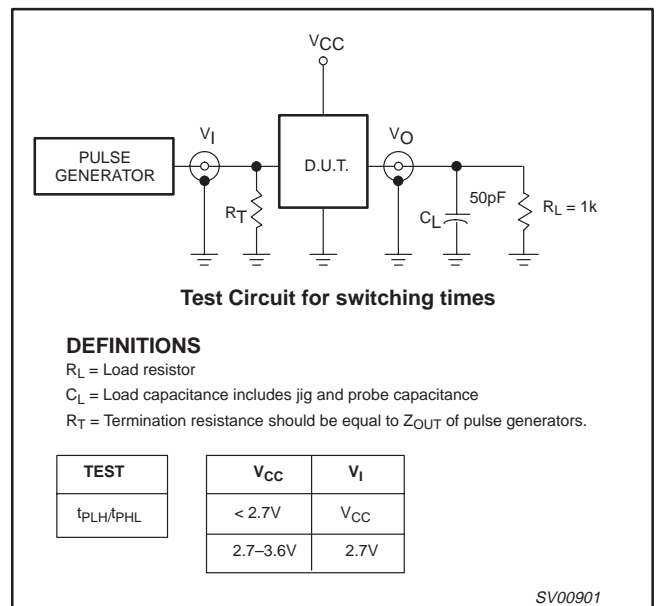 VCC
PULSE
GENERATOR
VI
D.U.T.
VO
RT
50pF
CL
RL = 1k
Test Circuit for switching times
DEFINITIONS
RL = Load resistor
CL = Load capacitance includes jig and probe capacitance
RT = Termination resistance should be equal to ZOUT of pulse generators.
TEST
tPLH/tPHL
VCC VI
< 2.7V VCC
2.7–3.6V 2.7V
SV00901